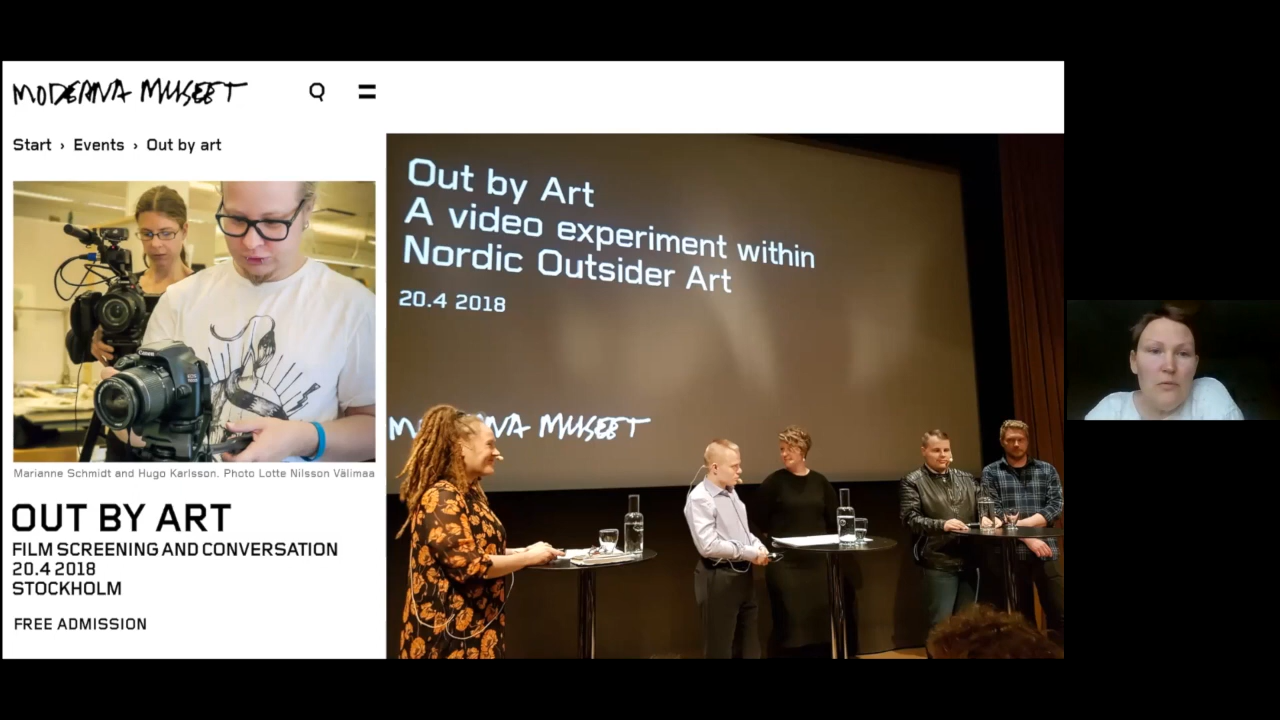 MODERNA MUSEET
Start › Events › Out by art
Canon
Marianne Schmidt and Hugo Karlsson. Photo Lotte Nilsson Välimaa
OUT BY ART
FILM SCREENING AND CONVERSATION
20.4 2018
STOCKHOLM
FREE ADMISSION
Out by Art
A video experiment within
Nordic Outsider Art
20.4 2018
MODERNA MUSEET